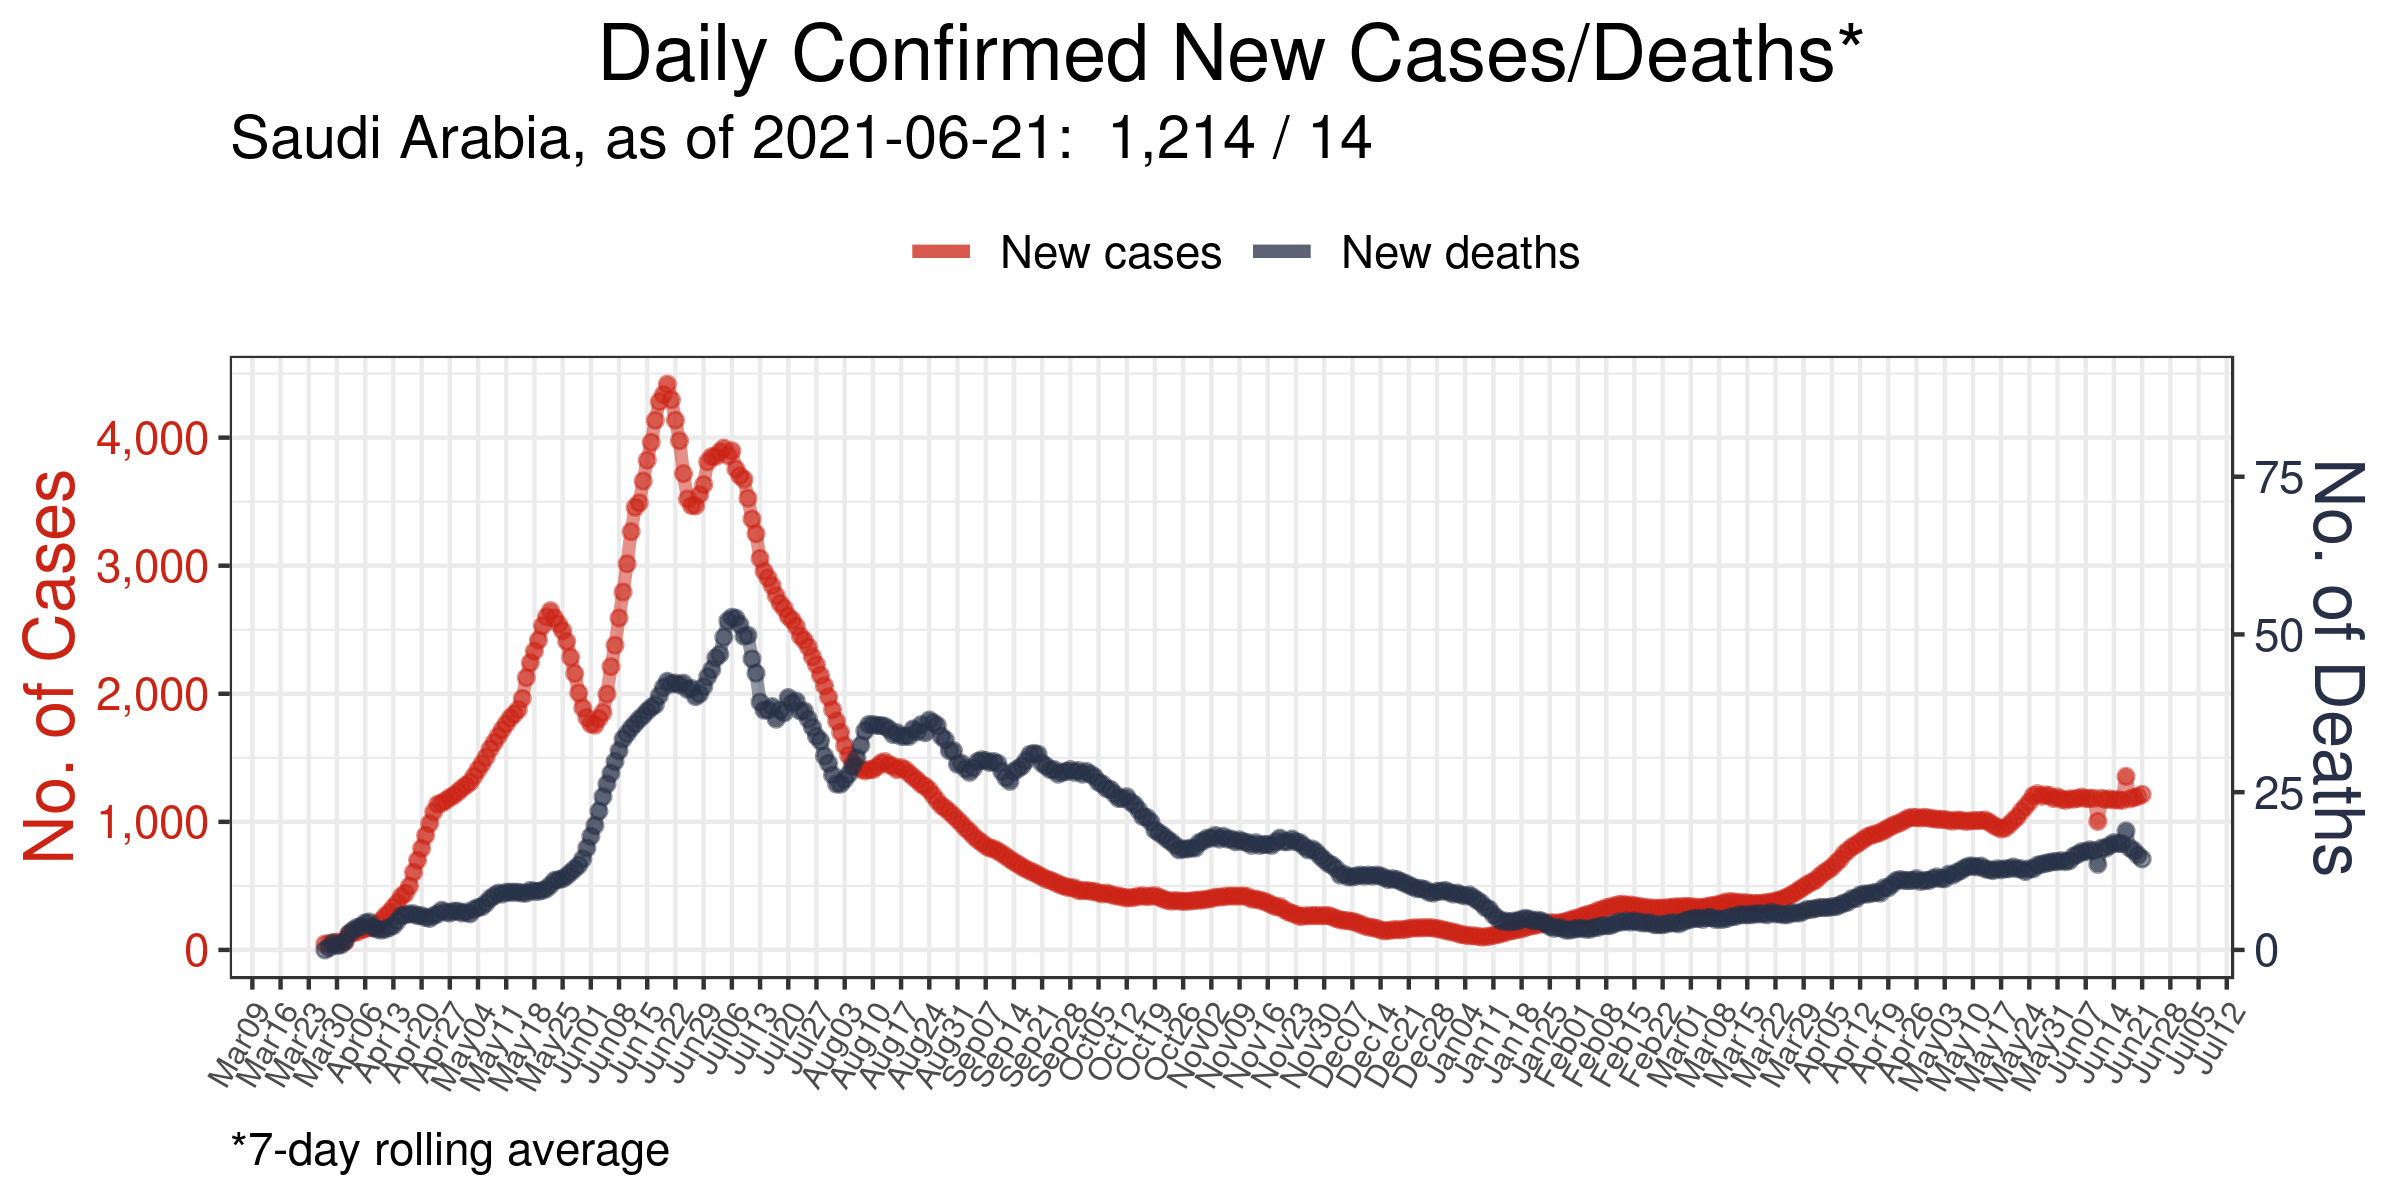 Daily Confirmed New Cases/Deaths*
Saudi Arabia, as of 2021-06-21:  1,214 / 14
New cases
New deaths
No. of Cases
4,000
3,000
2,000
1,000
0
75
50
25
0
No. of Deaths
Mar09
Mar16
Mar23
Mar30
Apr06
Apr13
Apr20
Apr27
May04
May11
May18
May25
Jun01
Jun08
Jun15
Jun22
Jun29
Jul06
Jul13
Jul20
Jul27
Aug03
Aug10
Aug17
Aug24
Aug31
Sep07
Sep14
Sep21
Sep28
Oct05
Oct12
Oct19
Oct26
Nov02
Nov09
Nov16
Nov23
Nov30
Dec07
Dec14
Dec21
Dec28
Jan04
Jan11
Jan18
Jan25
Feb01
Feb08
Feb15
Feb22
Mar01
Mar08
Mar15
Mar22
Mar29
Apr05
Apr12
Apr19
Apr26
May03
May10
May17
May24
May31
Jun07
Jun14
Jun21
Jun28
Jul05
Jul12
*7-day rolling average